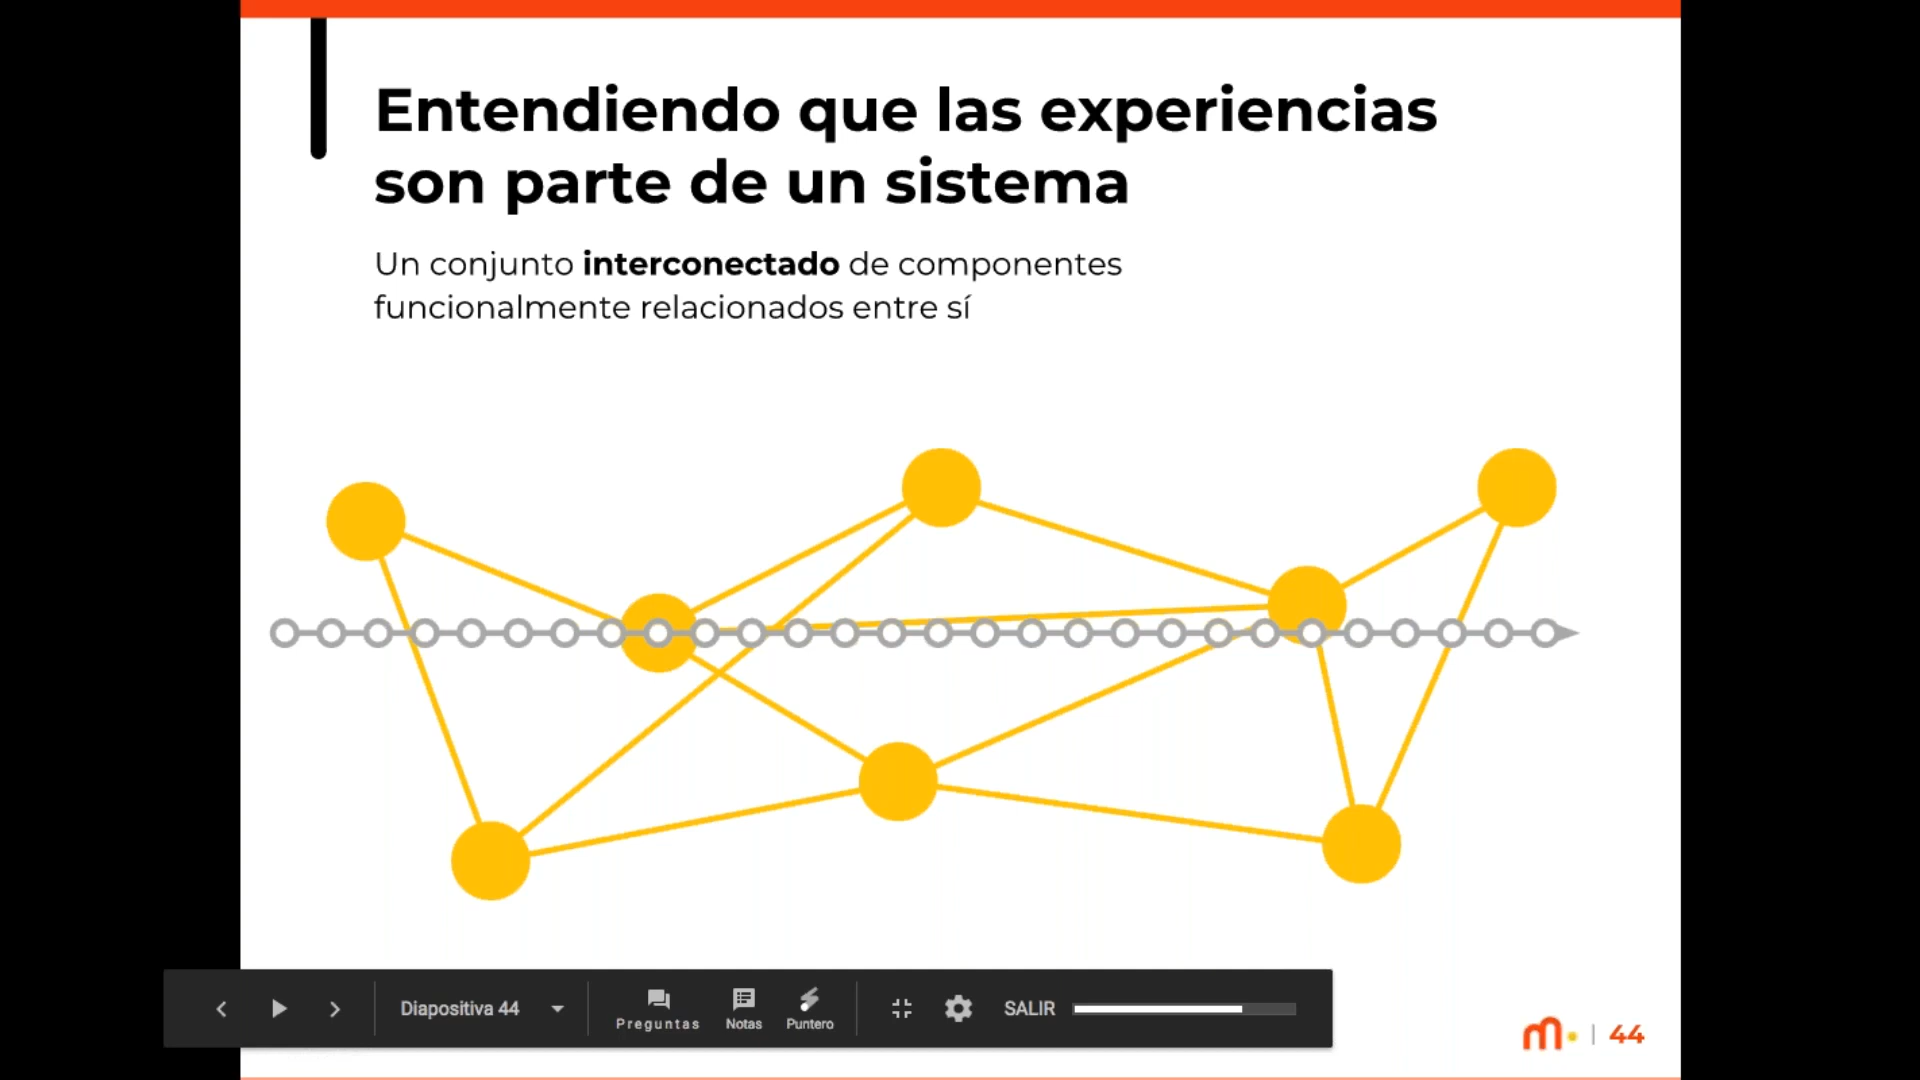 Entendiendo que las experiencias
son parte de un sistema
Un conjunto interconectado de componentes
funcionalmente relacionados entre sí
Diapositiva 44
Preguntas
Notas
Puntero
SALIR
m.
44